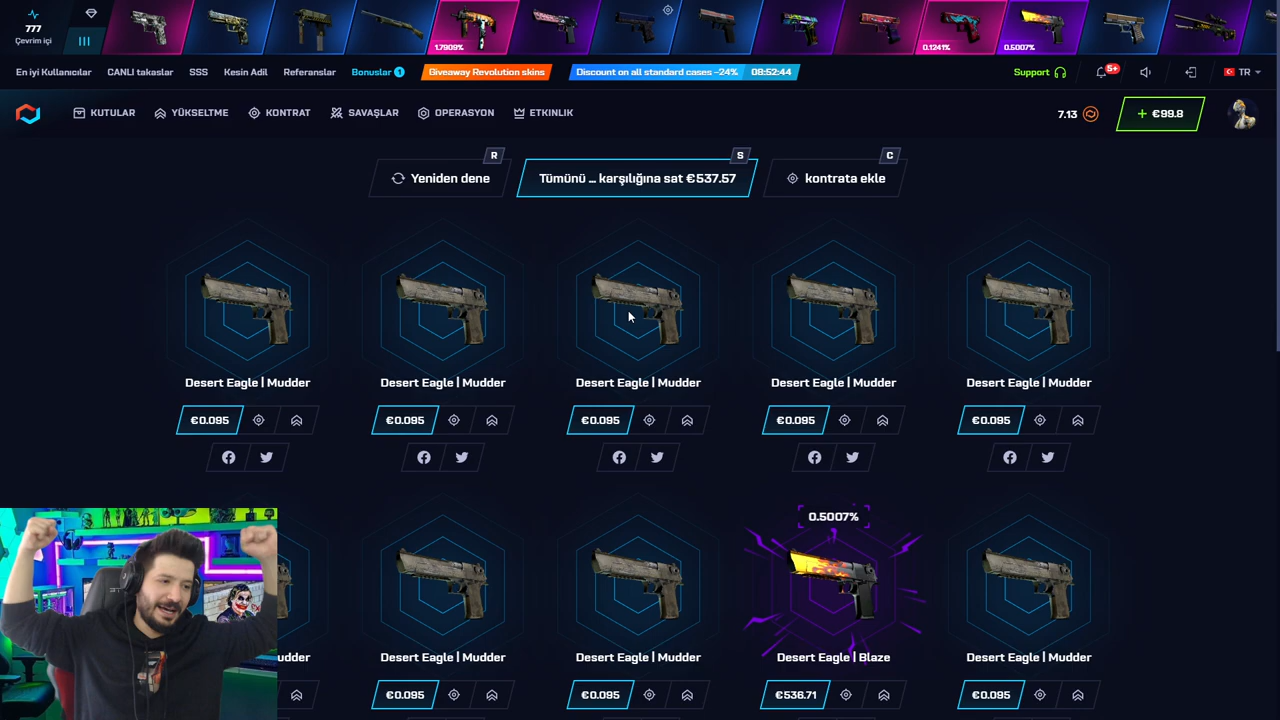 777
Çevrim içi
1.7909%
0.1241%
0.5007%
En iyi Kullanıcılar
CANLI takaslar
SSS
Kesin Adil
Referanslar
Bonuslar 1
Giveaway Revolution skins
Discount on all standard cases -24% 08:52:44
Support
5+
TR
KUTULAR
YÜKSELTME
KONTRAT
SAVAŞLAR
OPERASYON
ETKINLIK
7.13
+ €99.8
R
S
C
Yeniden dene
Tümünü ... karşılığına sat €537.57
kontrata ekle
Desert Eagle | Mudder
Desert Eagle | Mudder
Desert Eagle | Mudder
Desert Eagle | Mudder
Desert Eagle | Mudder
€0.095
€0.095
€0.095
€0.095
€0.095
0.5007%
udder
Desert Eagle | Mudder
Desert Eagle | Mudder
Desert Eagle | Blaze
Desert Eagle | Mudder
€0.095
€0.095
€536.71
€0.095